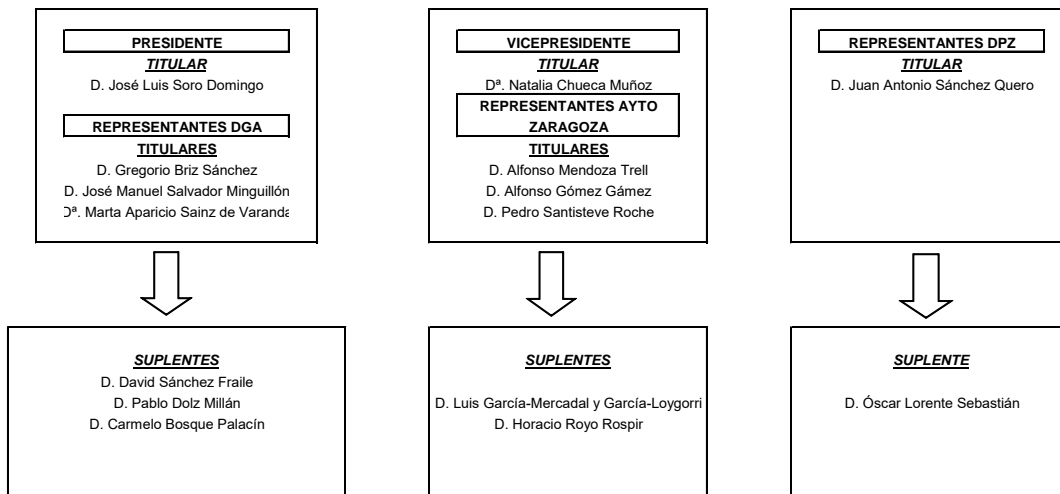 PRESIDENTE
TITULAR
D. José Luis Soro Domingo
REPRESENTANTES DGA
TITULARES
D. Gregorio Briz Sánchez
D. José Manuel Salvador Minguillón
Dª. Marta Aparicio Sainz de Varanda
SUPLENTES
D. David Sánchez Fraile
D. Pablo Dolz Millán
D. Carmelo Bosque Palacín
VICEPRESIDENTE
TITULAR
Dª. Natalia Chueca Muñoz
REPRESENTANTES AYTO
ZARAGOZA
TITULARES
D. Alfonso Mendoza Trell
D. Alfonso Gómez Gámez
D. Pedro Santisteve Roche
SUPLENTES
D. Luis García-Mercadal y García-Loygorri
D. Horacio Royo Rospir
REPRESENTANTES DPZ
TITULAR
D. Juan Antonio Sánchez Quero
SUPLENTE
D. Óscar Lorente Sebastián